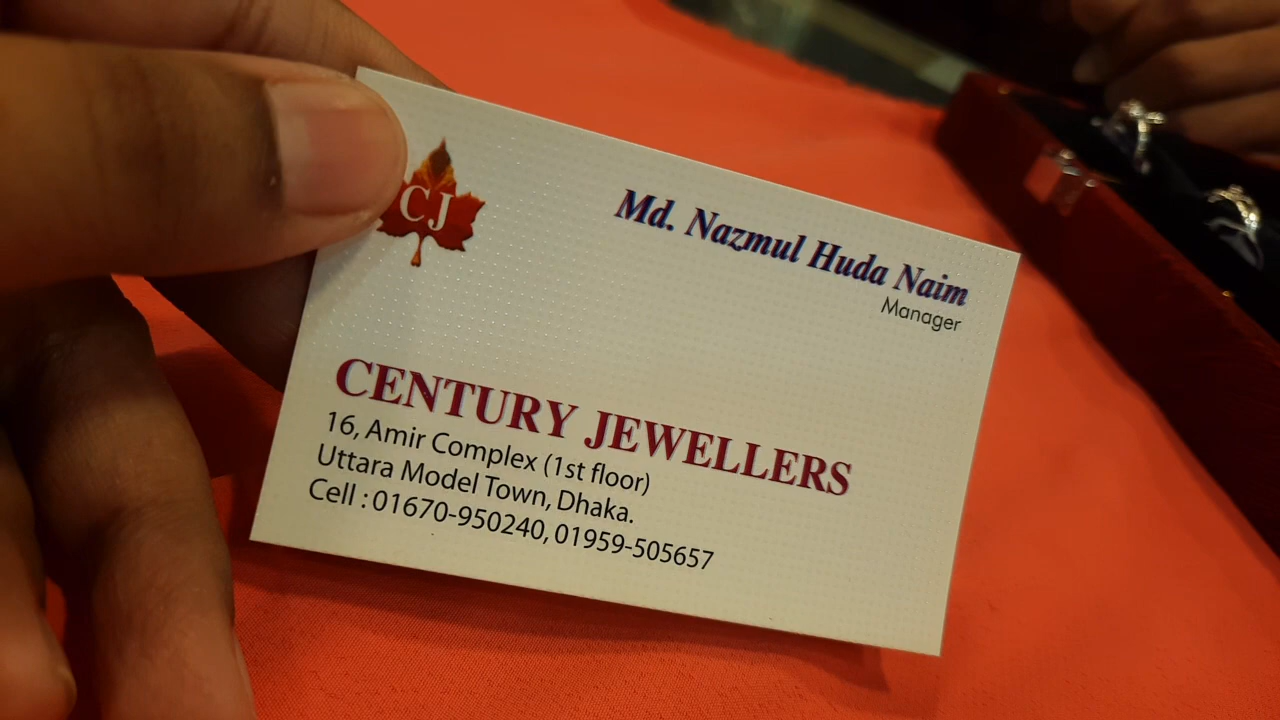 CJ
Md. Nazmul Huda Naim
Manager
CENTURY JEWELLERS
16, Amir Complex (1st floor)
Uttara Model Town, Dhaka.
Cell : 01670-950240, 01959-505657